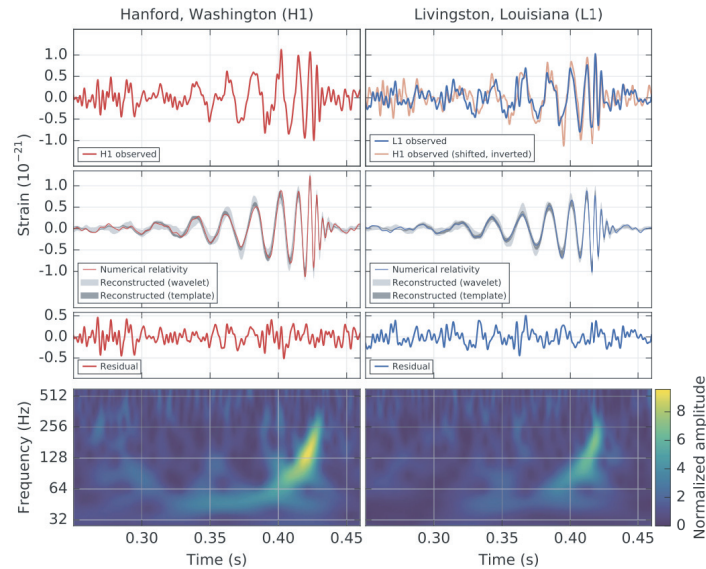 Hanford, Washington (H1)
Livingston, Louisiana (L1)
Strain (10⁻²¹)
1.0
0.5
0.0
-0.5
-1.0
H1 observed
L1 observed
H1 observed (shifted, inverted)
1.0
0.5
0.0
-0.5
-1.0
Numerical relativity
Reconstructed (wavelet)
Reconstructed (template)
Numerical relativity
Reconstructed (wavelet)
Reconstructed (template)
0.5
0.0
-0.5
Residual
Residual
Frequency (Hz)
512
256
128
64
32
0.30
0.35
0.40
0.45
Time (s)
0.30
0.35
0.40
0.45
Time (s)
8
6
4
2
0
Normalized amplitude